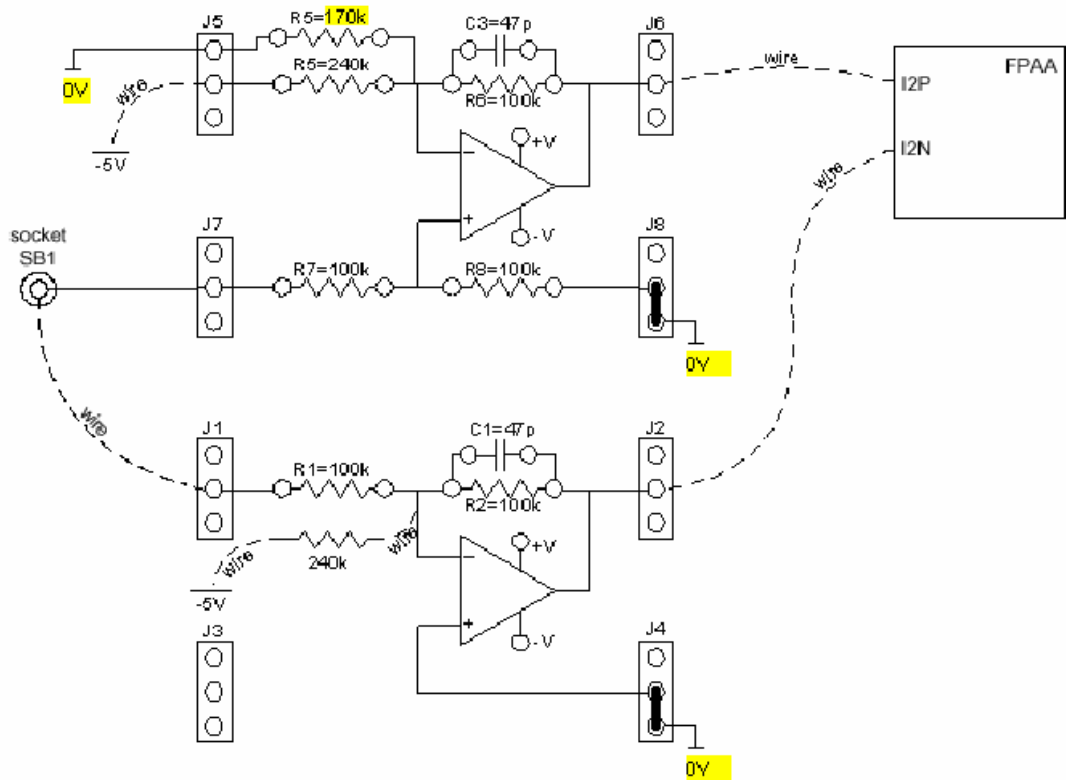 J5
R5=170k
C3=47p
J6
0V
wire
R5=240k
R6=100k
wire
FPAA
I2P
I2N
-5V
+V
-
+
-V
wire
socket
SB1
J7
R7=100k
R8=100k
J8
0V
wire
J1
R1=100k
C1=47p
R2=100k
J2
wire
240k
wire
-5V
+V
-
+
-V
J3
J4
0V